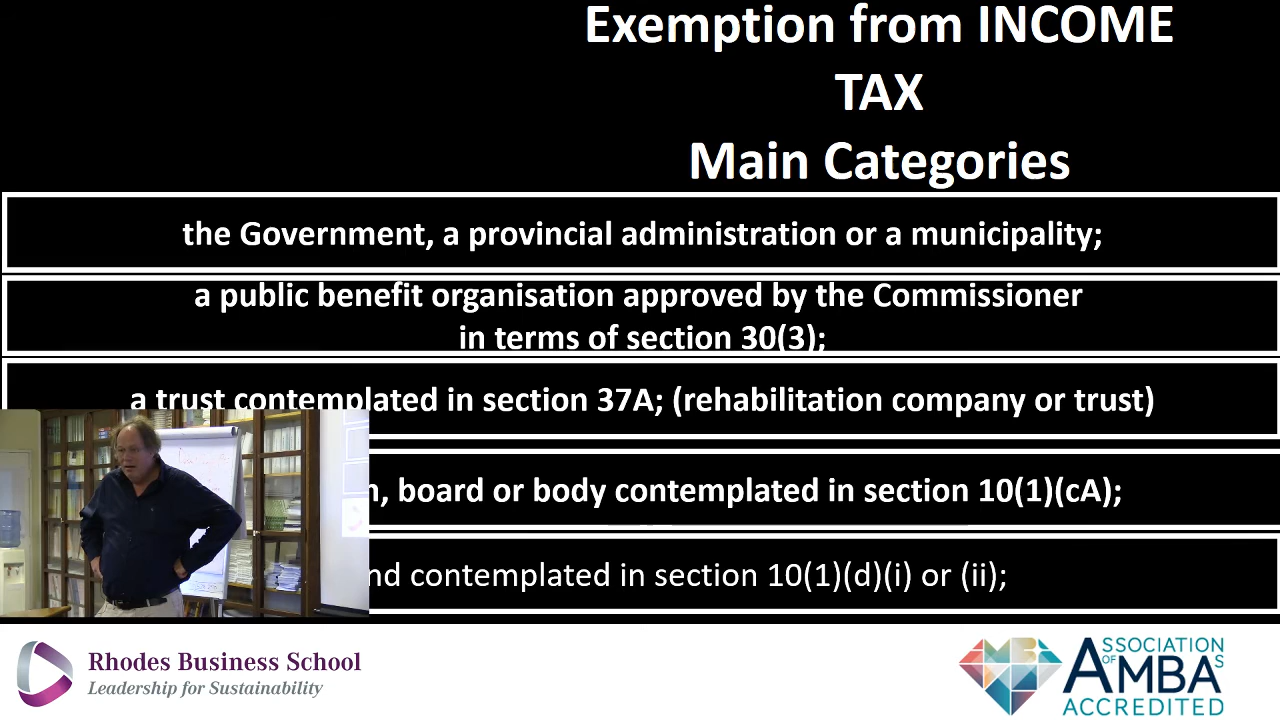 Exemption from INCOME
TAX
Main Categories
the Government, a provincial administration or a municipality;
a public benefit organisation approved by the Commissioner
in terms of section 30(3);
a trust contemplated in section 37A; (rehabilitation company or trust)
, board or body contemplated in section 10(1)(cA);
contemplated in section 10(1)(d)(i) or (ii);
Rhodes Business School
Leadership for Sustainability
ASSOCIATION
OF AMBAs
ACCREDITED